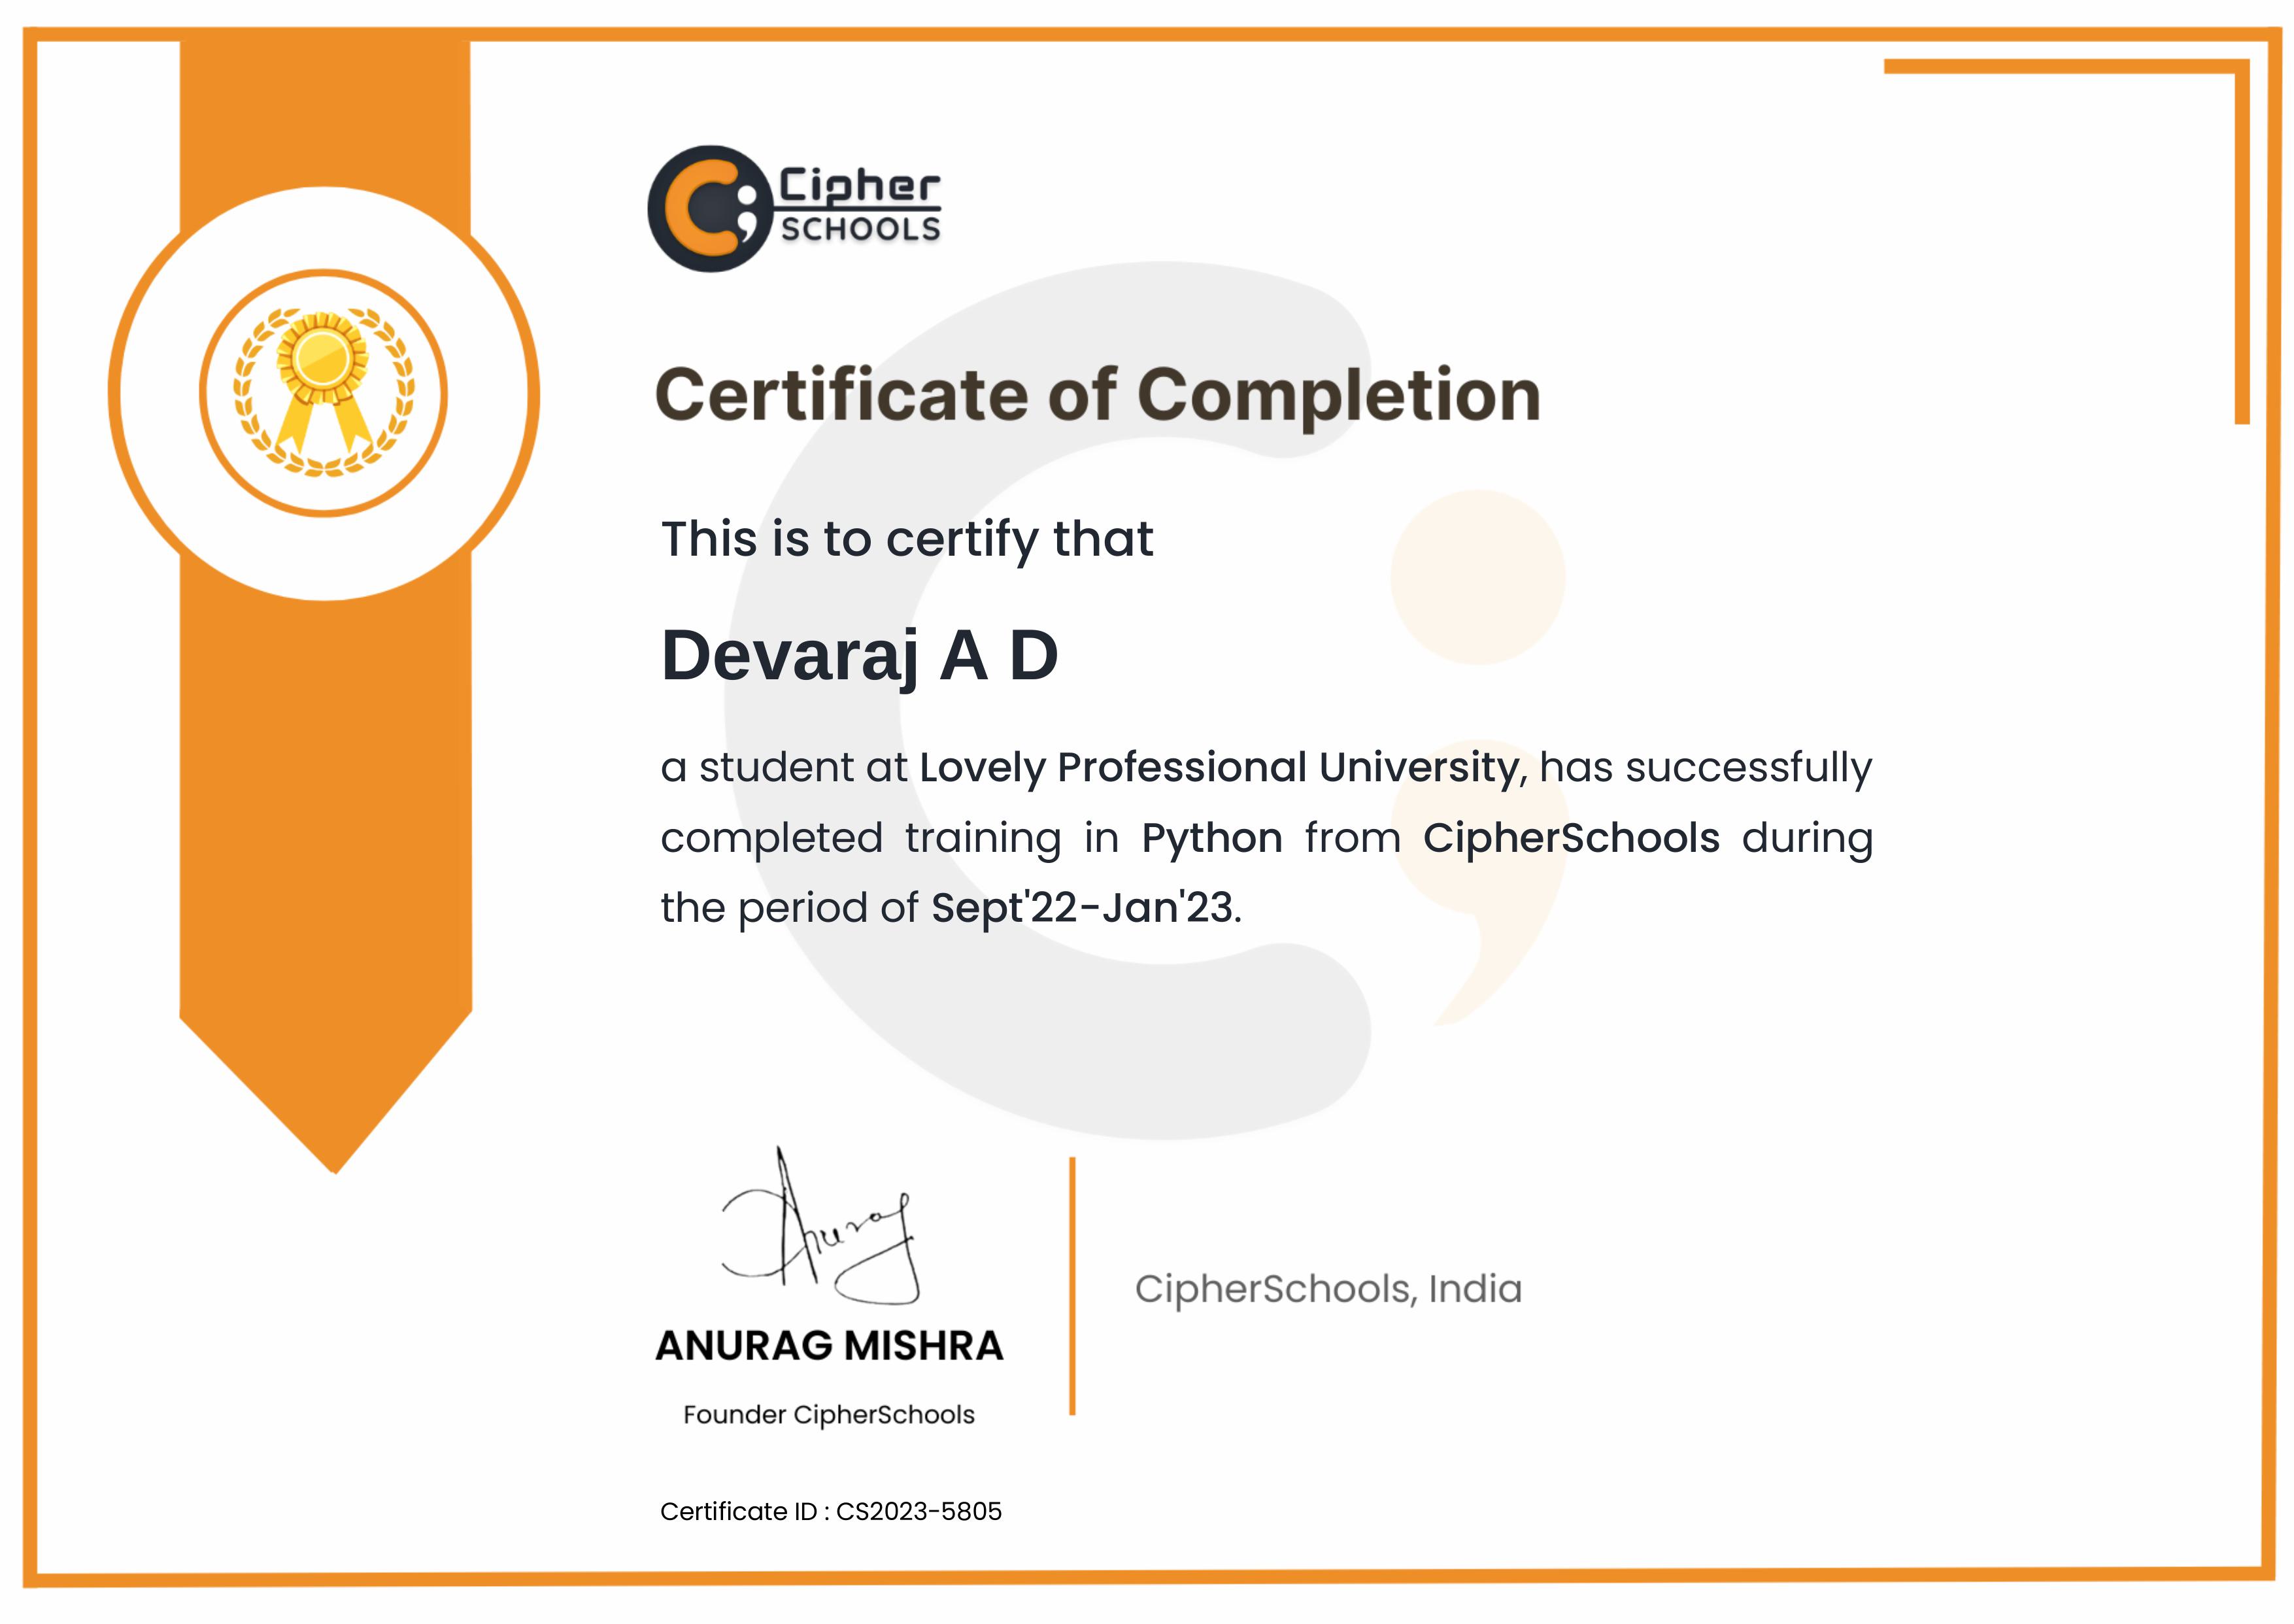 Cipher
SCHOOLS
Certificate of Completion
This is to certify that
Devaraj A D
a student at Lovely Professional University, has successfully
completed training in Python from CipherSchools during
the period of Sept'22-Jan'23.
Anurag
ANURAG MISHRA
Founder CipherSchools
CipherSchools, India
Certificate ID : CS2023-5805